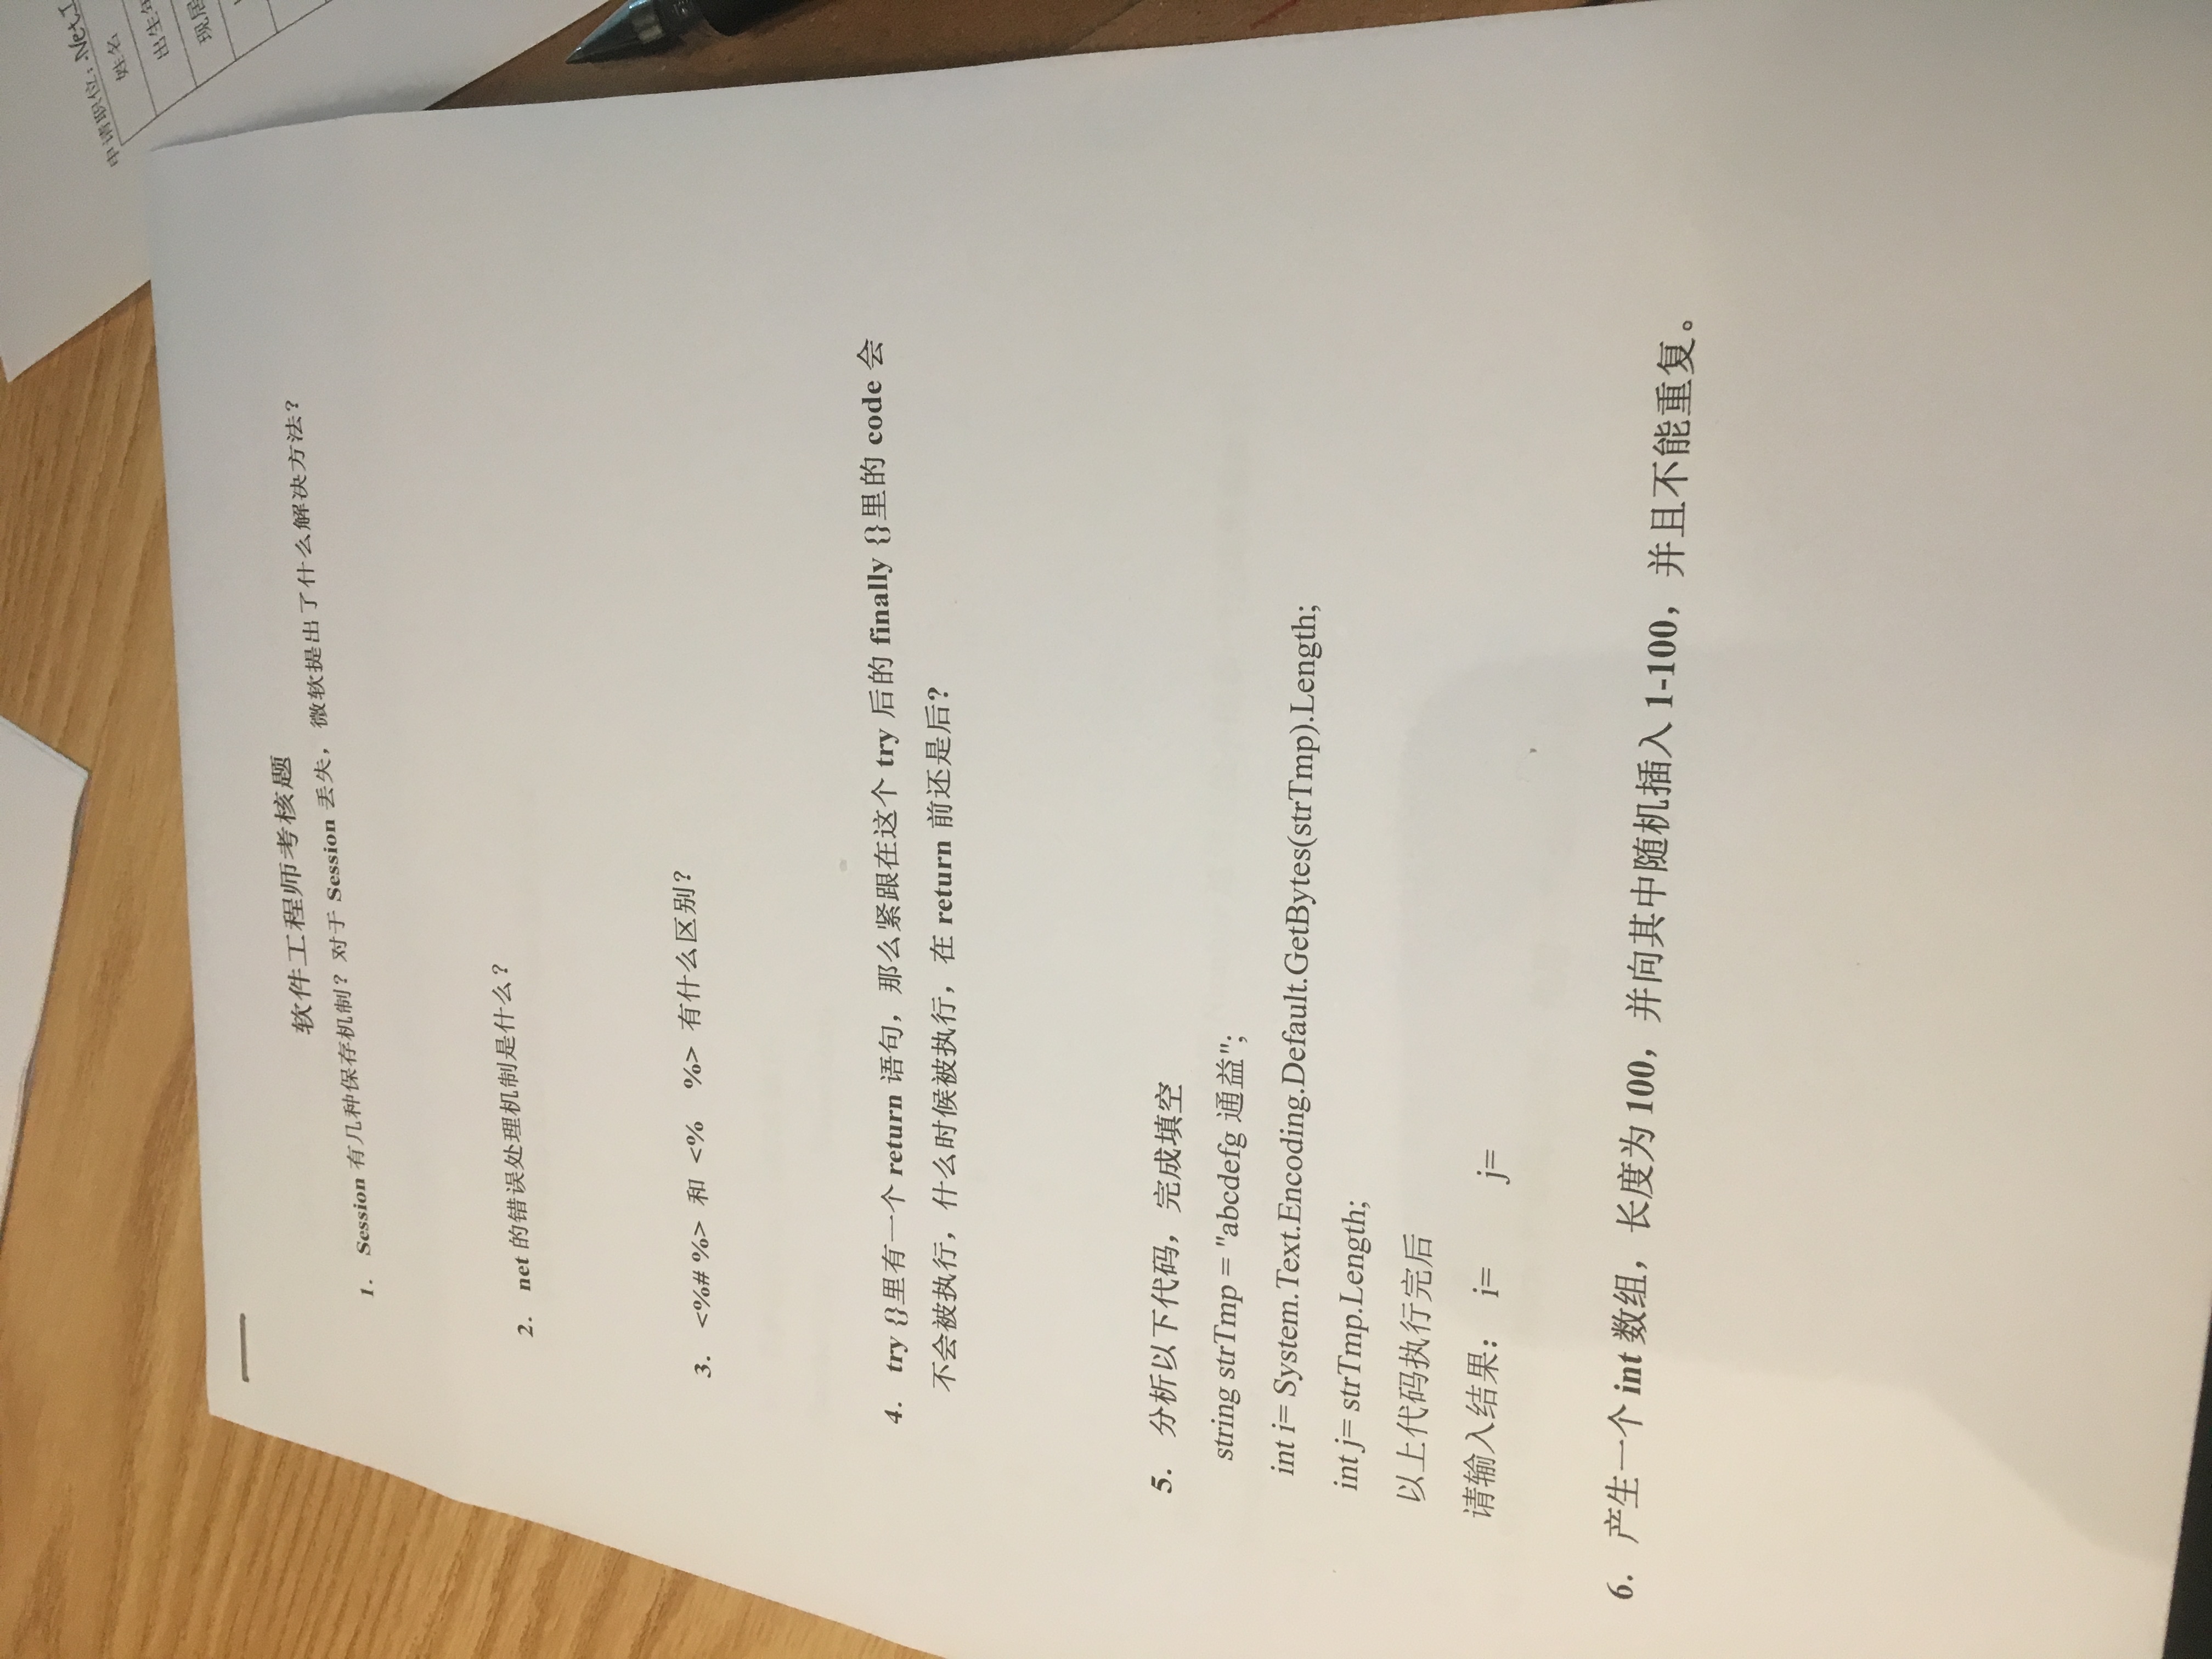 申请职位：.Net
姓名
出生年
现居
软件工程师考核题
1. Session 有几种保存机制？对于 Session 丢失，微软提出了什么解决方法？
2. net 的错误处理机制是什么？
3. <%# %> 和 <% %> 有什么区别？
4. try {}里有一个 return 语句，那么紧跟在这个 try 后的 finally {}里的 code 会
不会被执行，什么时候被执行，在 return 前还是后?
5. 分析以下代码，完成填空
string strTmp = "abcdefg 通益";
int i= System.Text.Encoding.Default.GetBytes(strTmp).Length;
int j= strTmp.Length;
以上代码执行完后
请输入结果： i= j=
6. 产生一个 int 数组，长度为 100，并向其中随机插入 1-100，并且不能重复。